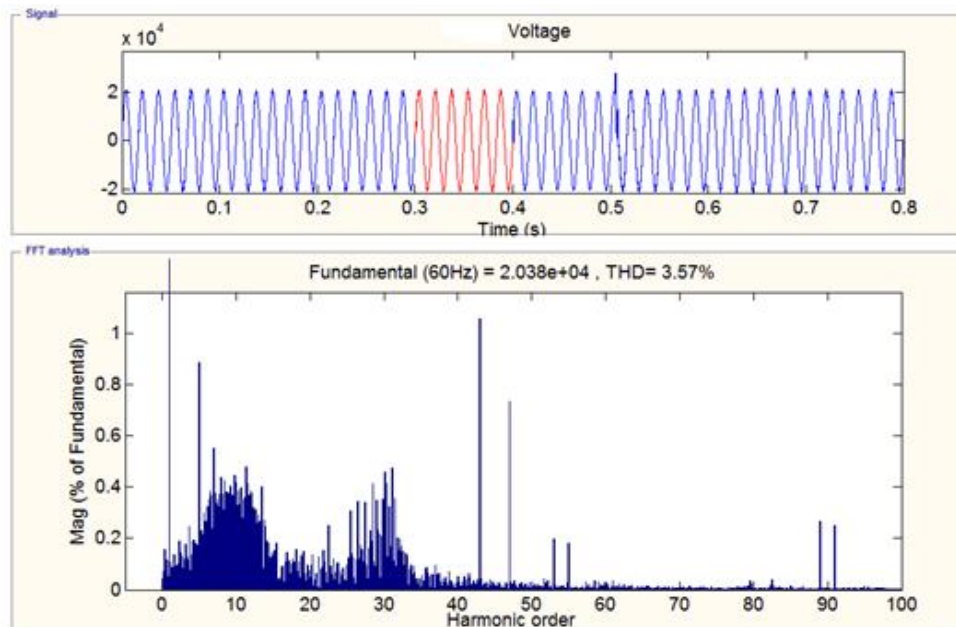 Signal
x 10^4
Voltage
2
0
-2
0 0.1 0.2 0.3 0.4 0.5 0.6 0.7 0.8
Time (s)
FFT analysis
Fundamental (60Hz) = 2.038e+04 , THD= 3.57%
Mag (% of Fundamental)
1
0.8
0.6
0.4
0.2
0
0 10 20 30 40 50 60 70 80 90 100
Harmonic order